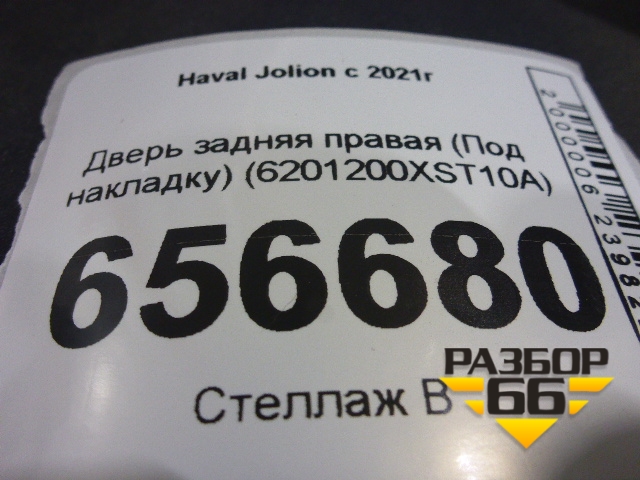 Haval Jolion с 2021г
Дверь задняя правая (Под
накладку) (6201200XST10A)
656680
Стеллаж В
РАЗБОР
66